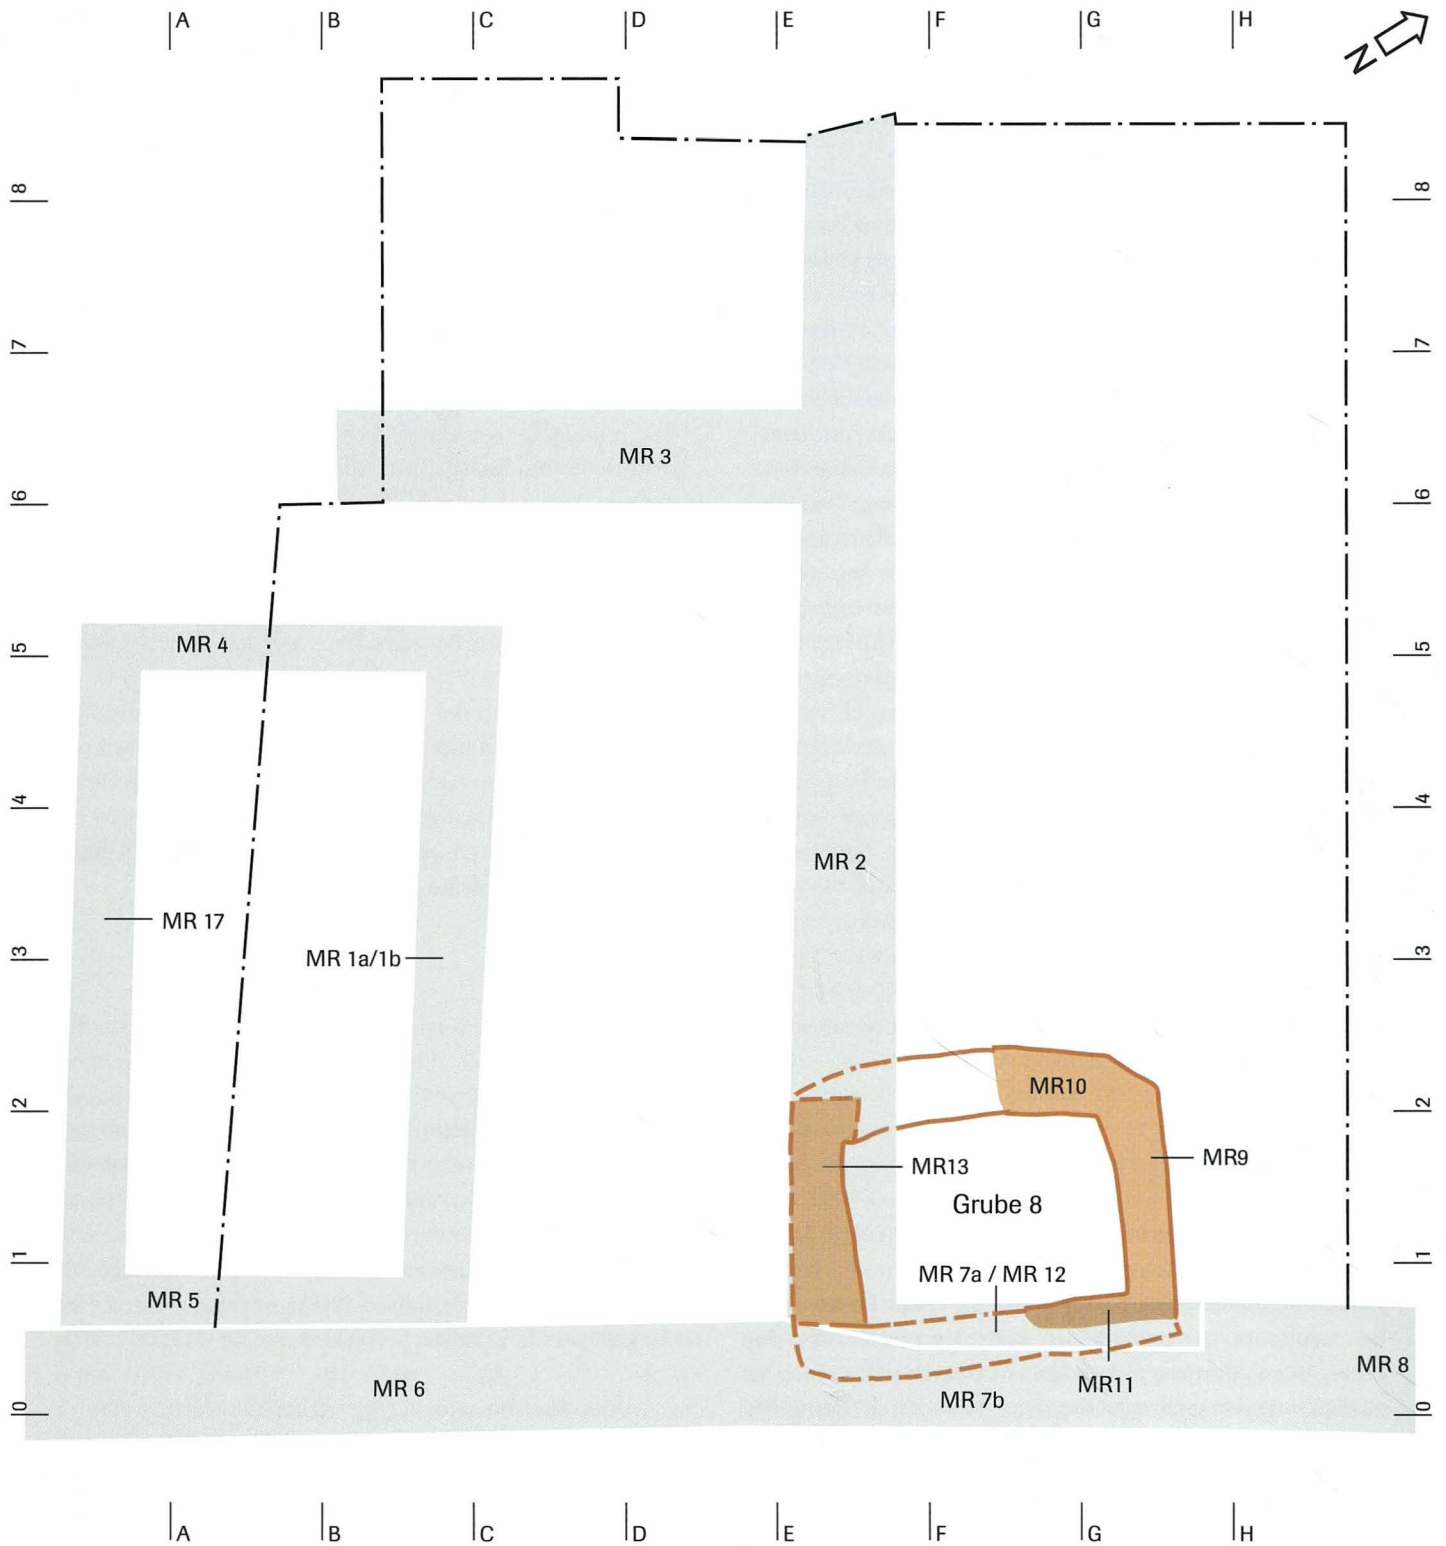 A B C D E F G H
N
8 8
7 7
MR 3
6 6
MR 4
5 5
4 4
MR 2
MR 17
MR 1a/1b
3 3
MR10
2 2
MR13
MR9
Grube 8
MR 7a / MR 12
1 1
MR 5
MR 8
MR11
MR 6
MR 7b
0 0
A B C D E F G H